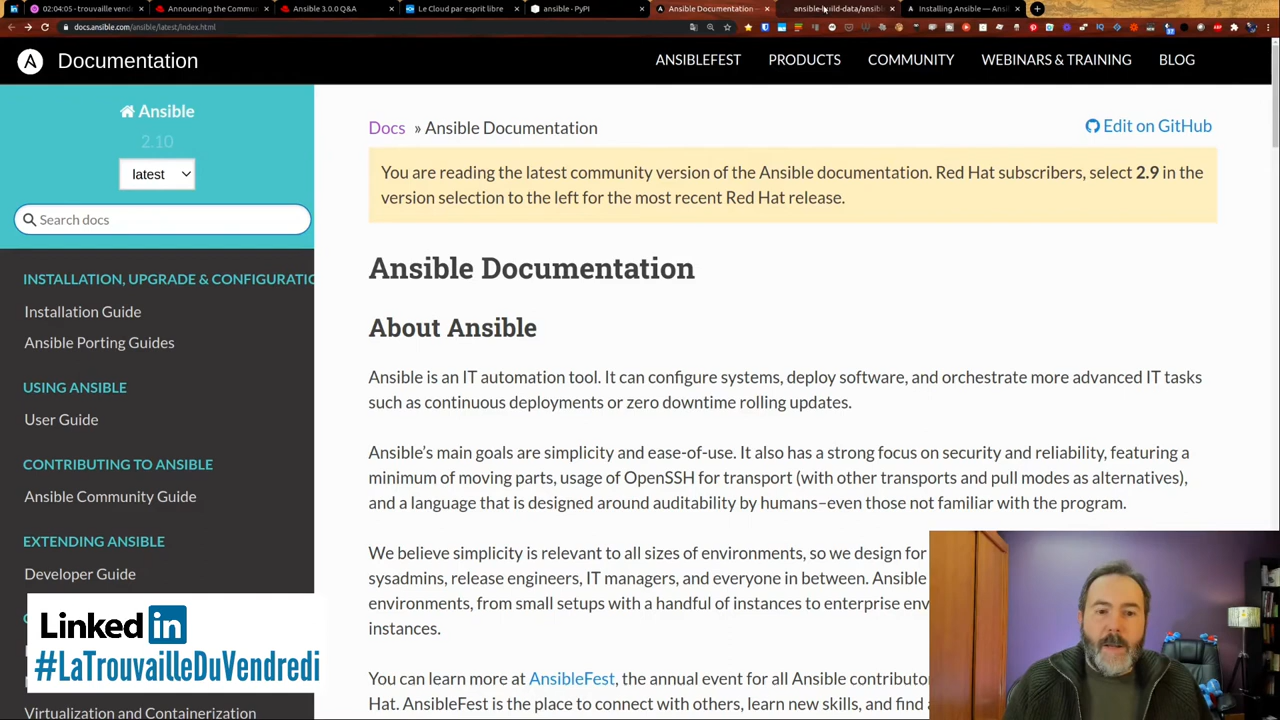 02:04:05 - trouvaille vendr
Announcing the Commun
Ansible 3.0.0 Q&A
Le Cloud par esprit libre
ansible · PyPI
Ansible Documentation
ansible-build-data/ansibl
Installing Ansible — Ansi
docs.ansible.com/ansible/latest/index.html
Documentation
ANSIBLEFEST
PRODUCTS
COMMUNITY
WEBINARS & TRAINING
BLOG
Ansible
2.10
latest
Search docs
INSTALLATION, UPGRADE & CONFIGURATIO
Installation Guide
Ansible Porting Guides
USING ANSIBLE
User Guide
CONTRIBUTING TO ANSIBLE
Ansible Community Guide
EXTENDING ANSIBLE
Developer Guide
Virtualization and Containerization
Docs » Ansible Documentation
Edit on GitHub
You are reading the latest community version of the Ansible documentation. Red Hat subscribers, select 2.9 in the
version selection to the left for the most recent Red Hat release.
Ansible Documentation
About Ansible
Ansible is an IT automation tool. It can configure systems, deploy software, and orchestrate more advanced IT tasks
such as continuous deployments or zero downtime rolling updates.
Ansible's main goals are simplicity and ease-of-use. It also has a strong focus on security and reliability, featuring a
minimum of moving parts, usage of OpenSSH for transport (with other transports and pull modes as alternatives),
and a language that is designed around auditability by humans–even those not familiar with the program.
We believe simplicity is relevant to all sizes of environments, so we design for
sysadmins, release engineers, IT managers, and everyone in between. Ansible
environments, from small setups with a handful of instances to enterprise env
instances.
You can learn more at AnsibleFest, the annual event for all Ansible contributor
Hat. AnsibleFest is the place to connect with others, learn new skills, and find
Linked in
#LaTrouvailleDuVendredi